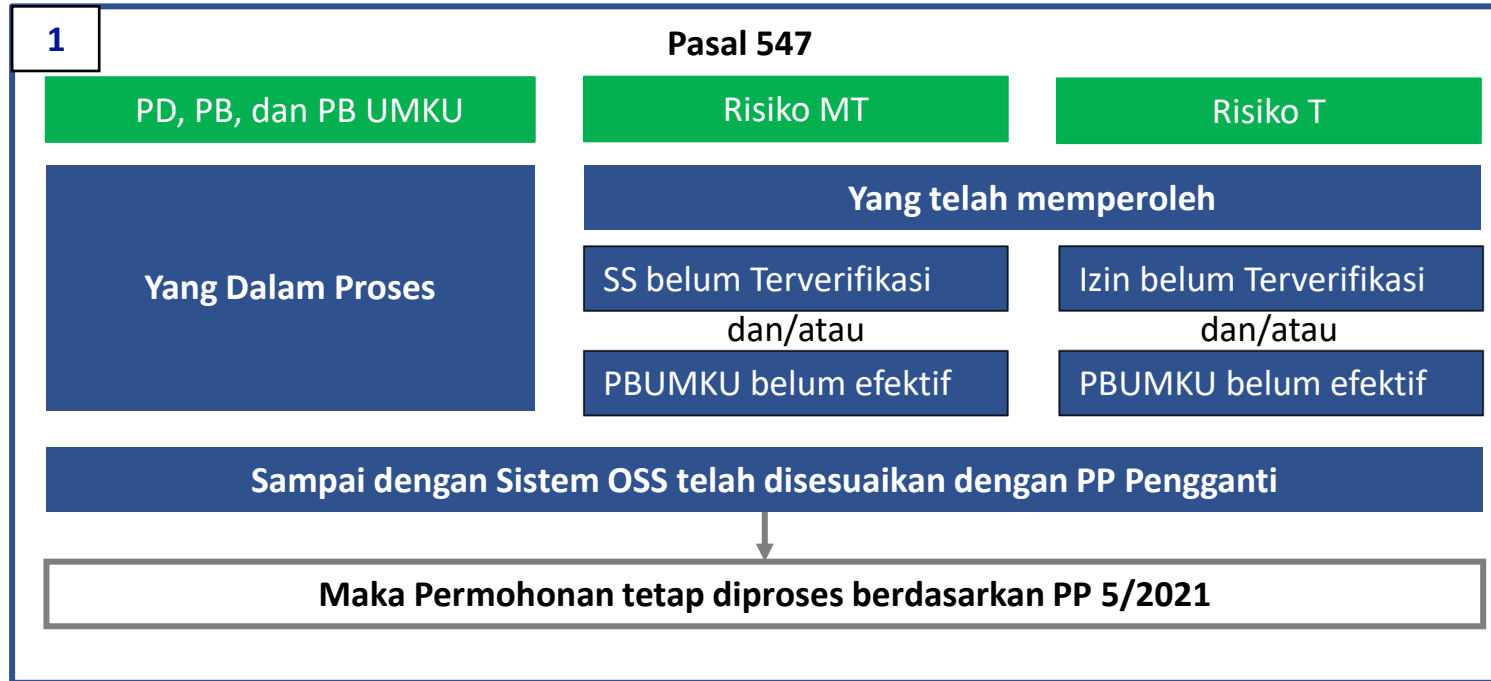 1
Pasal 547
PD, PB, dan PB UMKU
Risiko MT
Risiko T
Yang Dalam Proses
Yang telah memperoleh
SS belum Terverifikasi
dan/atau
PBUMKU belum efektif
Izin belum Terverifikasi
dan/atau
PBUMKU belum efektif
Sampai dengan Sistem OSS telah disesuaikan dengan PP Pengganti
Maka Permohonan tetap diproses berdasarkan PP 5/2021